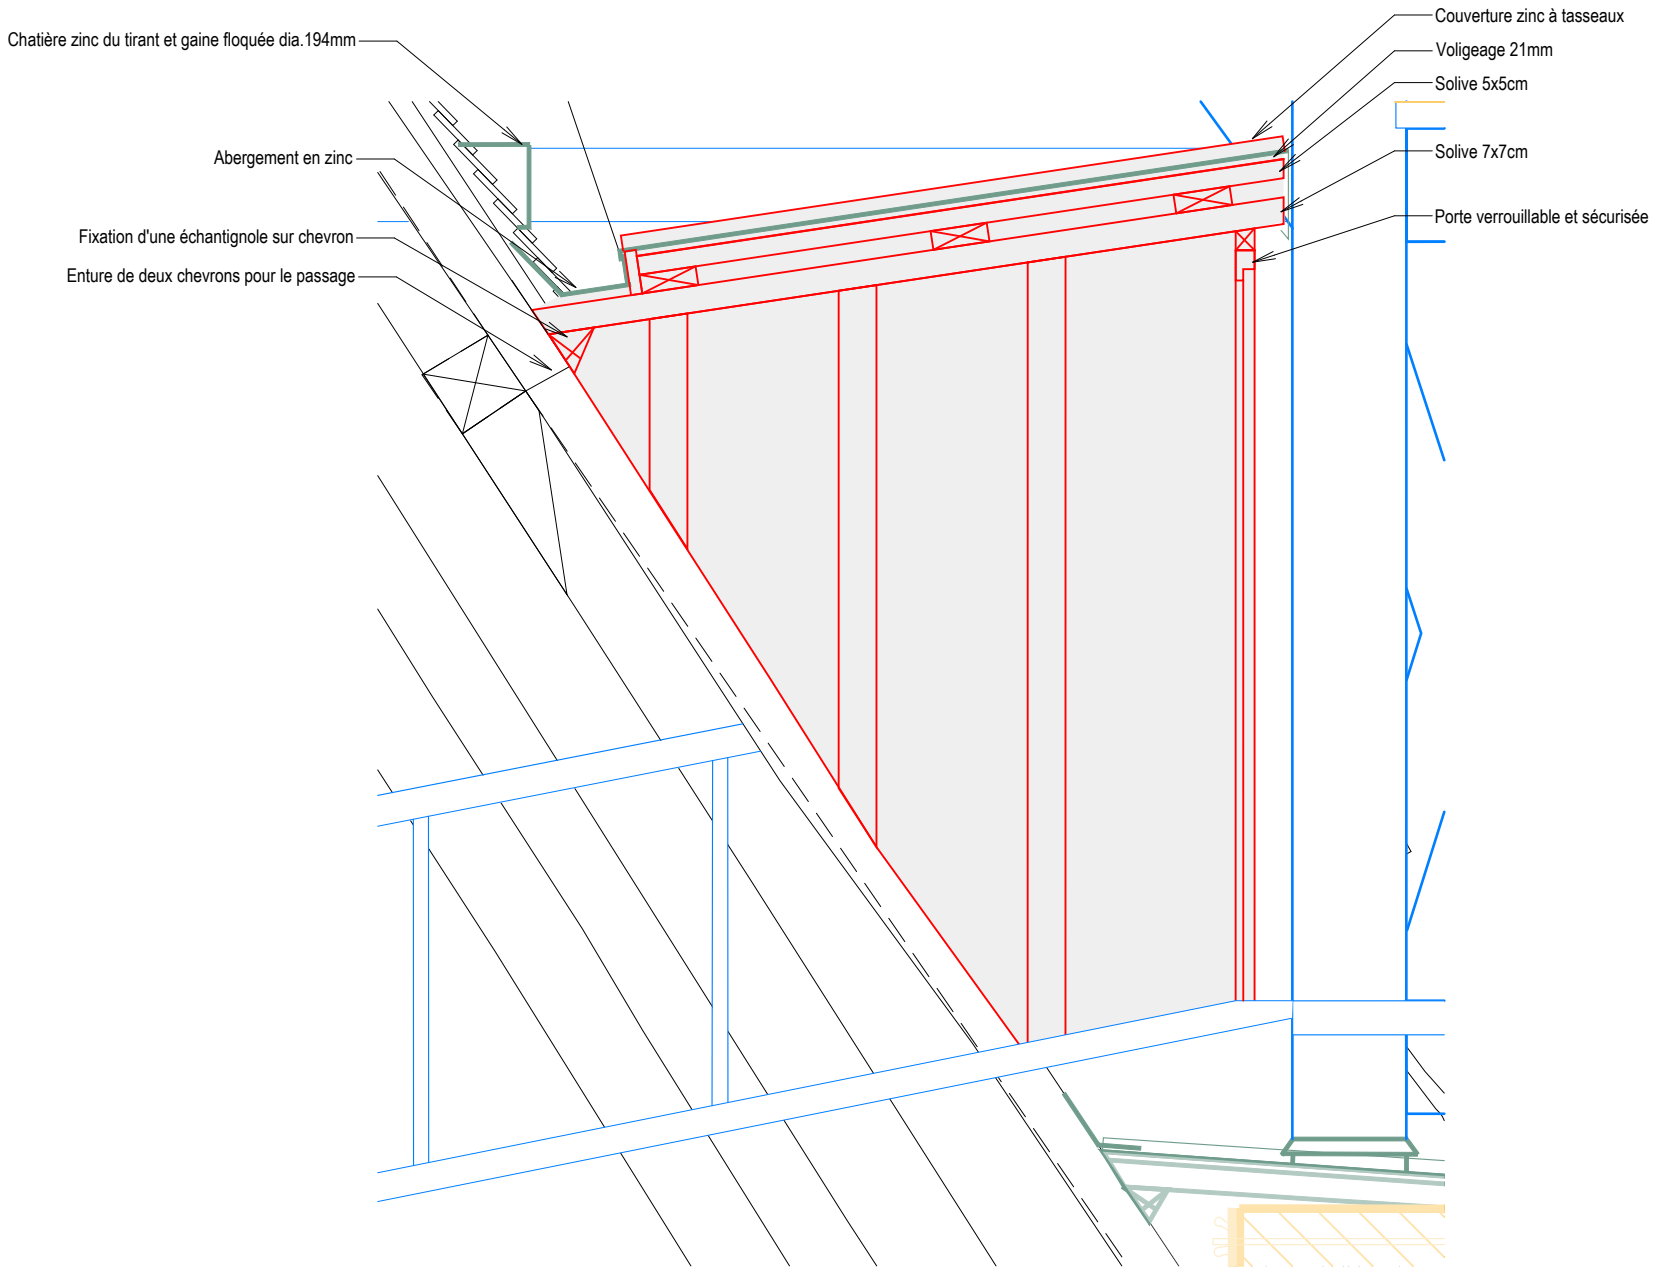 Chatière zinc du tirant et gaine floquée dia.194mm
Abergement en zinc
Fixation d'une échantignole sur chevron
Enture de deux chevrons pour le passage
Couverture zinc à tasseaux
Voligeage 21mm
Solive 5x5cm
Solive 7x7cm
Porte verrouillable et sécurisée